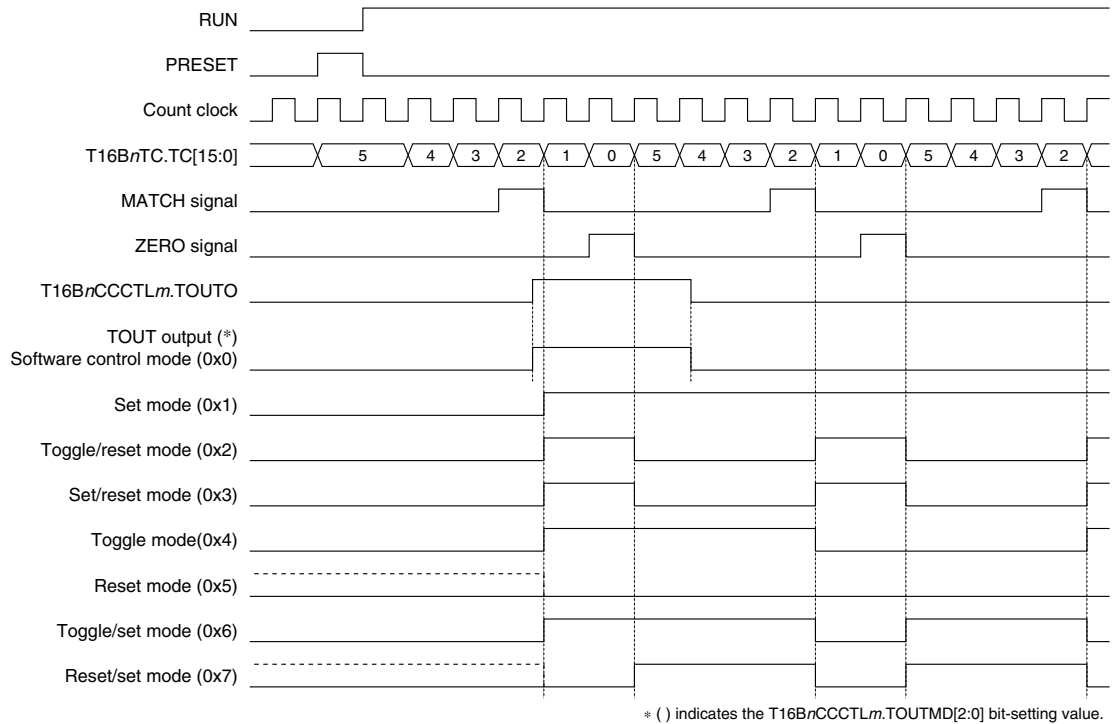 RUN
PRESET
Count clock
T16BnTC.TC[15:0] 5 4 3 2 1 0 5 4 3 2 1 0 5 4 3 2
MATCH signal
ZERO signal
T16BnCCCTLm.TOUTO
TOUT output (*)
Software control mode (0x0)
Set mode (0x1)
Toggle/reset mode (0x2)
Set/reset mode (0x3)
Toggle mode(0x4)
Reset mode (0x5)
Toggle/set mode (0x6)
Reset/set mode (0x7)
* ( ) indicates the T16BnCCCTLm.TOUTMD[2:0] bit-setting value.